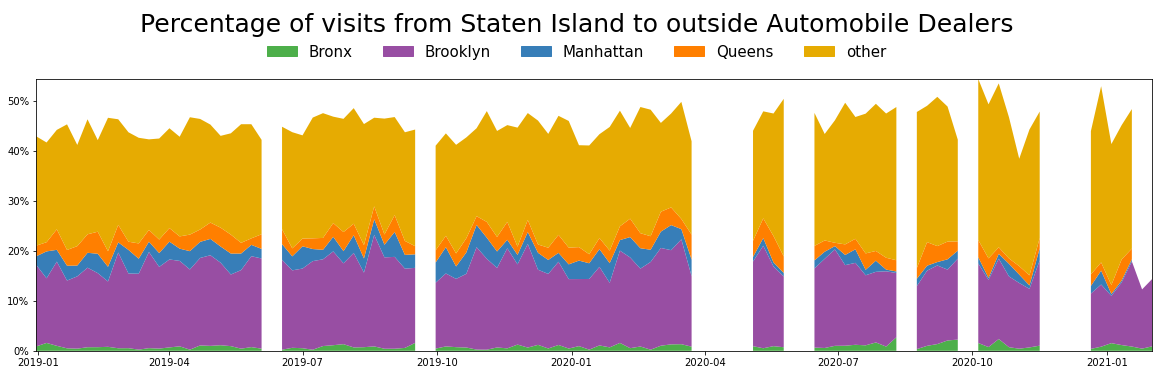 Percentage of visits from Staten Island to outside Automobile Dealers
Bronx Brooklyn Manhattan Queens other
50%
40%
30%
20%
10%
0%
2019-01 2019-04 2019-07 2019-10 2020-01 2020-04 2020-07 2020-10 2021-01